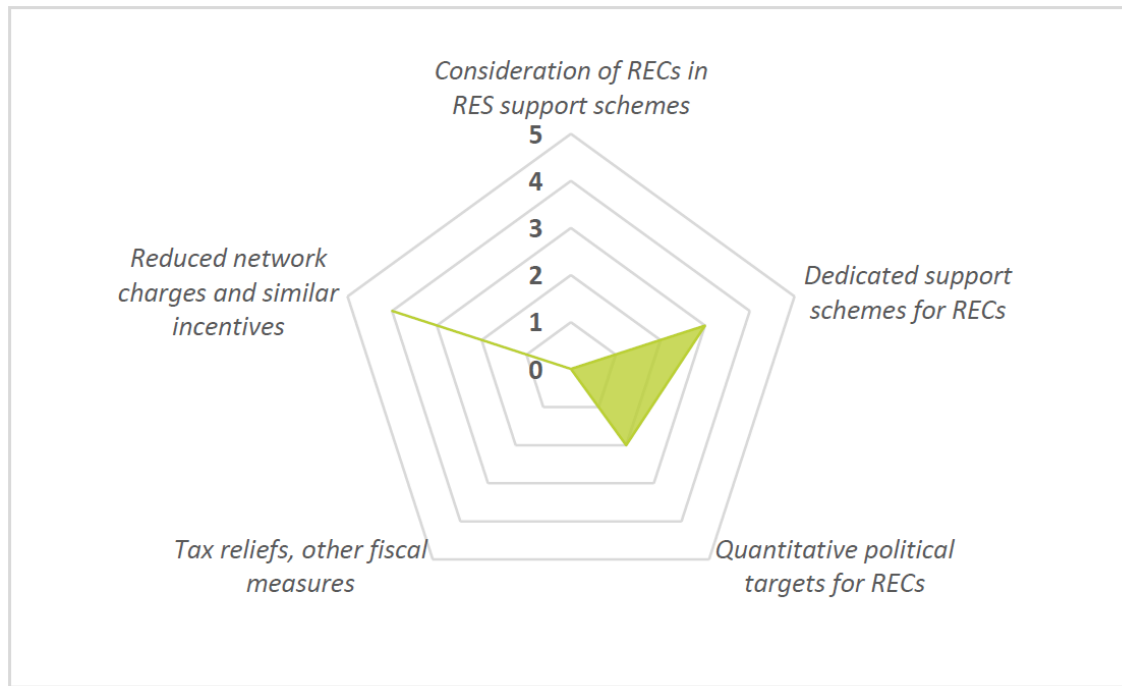 Consideration of RECs in
RES support schemes
5
4
3
2
1
0
Reduced network
charges and similar
incentives
Dedicated support
schemes for RECs
Tax reliefs, other fiscal
measures
Quantitative political
targets for RECs